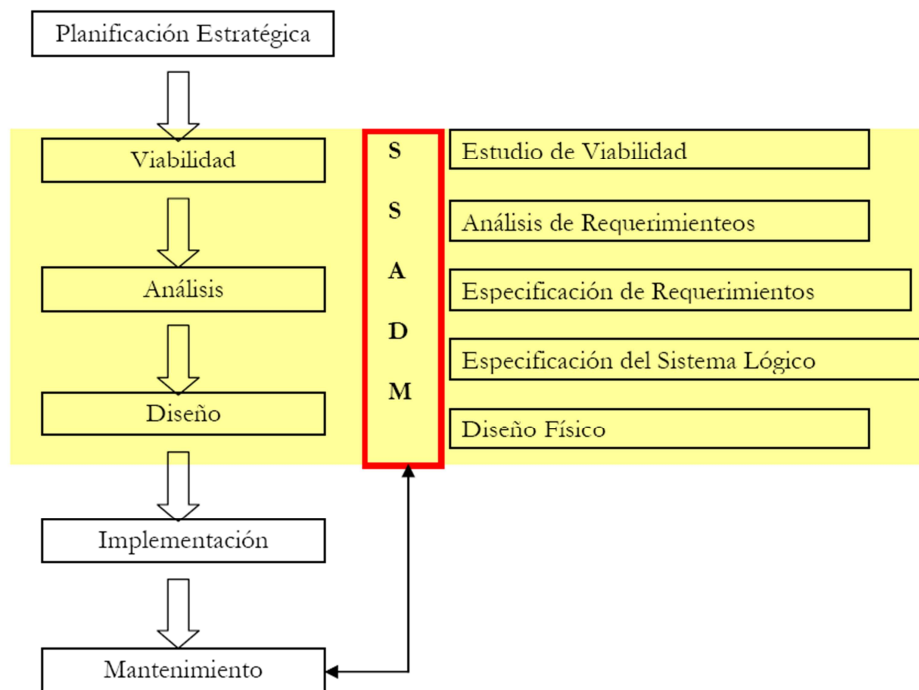 Planificación Estratégica
Viabilidad
Análisis
Diseño
Implementación
Mantenimiento
S
S
A
D
M
Estudio de Viabilidad
Análisis de Requerimienteos
Especificación de Requerimientos
Especificación del Sistema Lógico
Diseño Físico